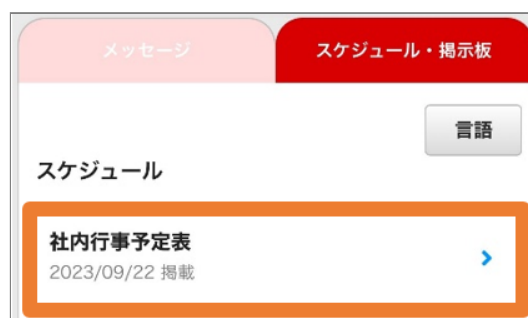 メッセージ
スケジュール・掲示板
言語
スケジュール
社内行事予定表
2023/09/22 掲載